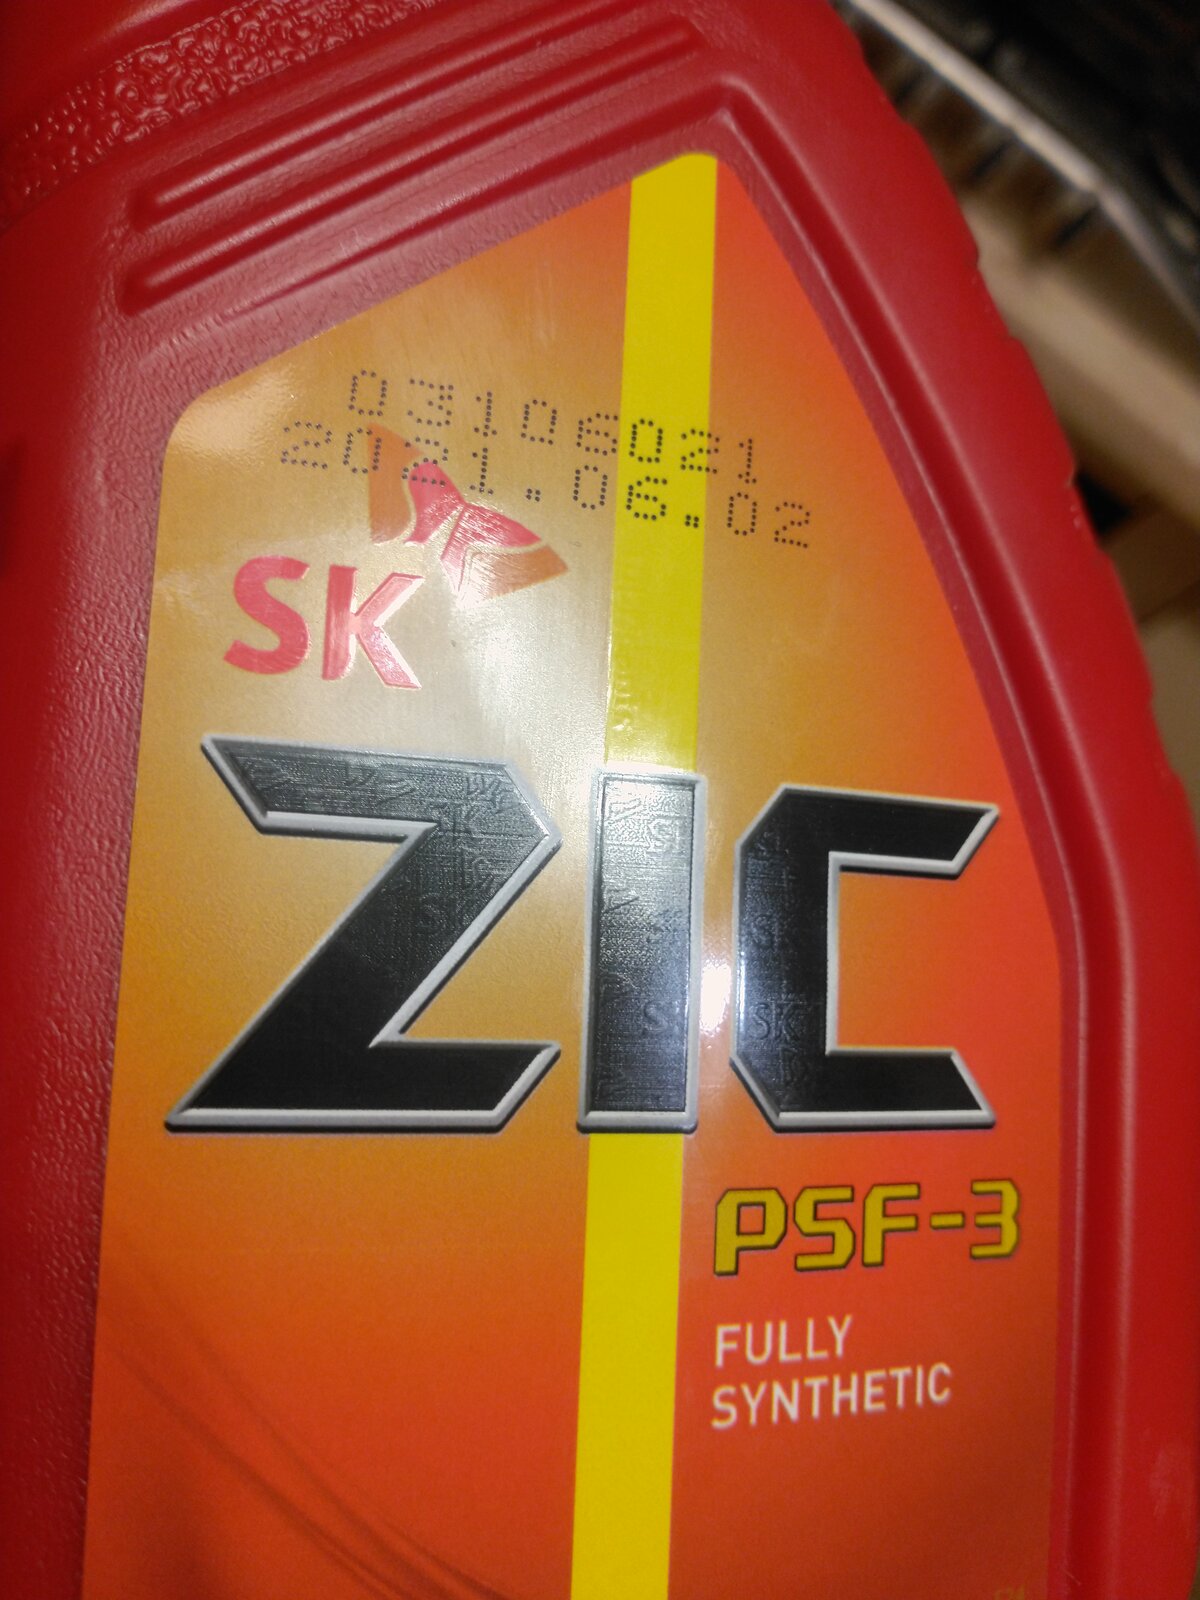 03106021
2021.06.02
SK
ZIC
PSF-3
FULLY
SYNTHETIC